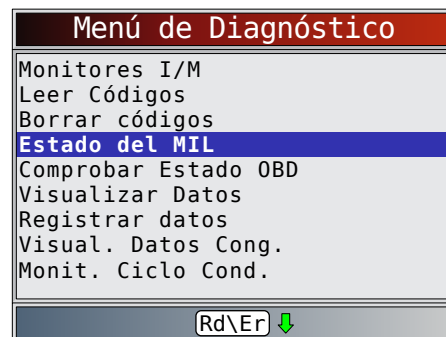 Menú de Diagnóstico
Monitores I/M
Leer Códigos
Borrar códigos
Estado del MIL
Comprobar Estado OBD
Visualizar Datos
Registrar datos
Visual. Datos Cong.
Monit. Ciclo Cond.
Rd\Er